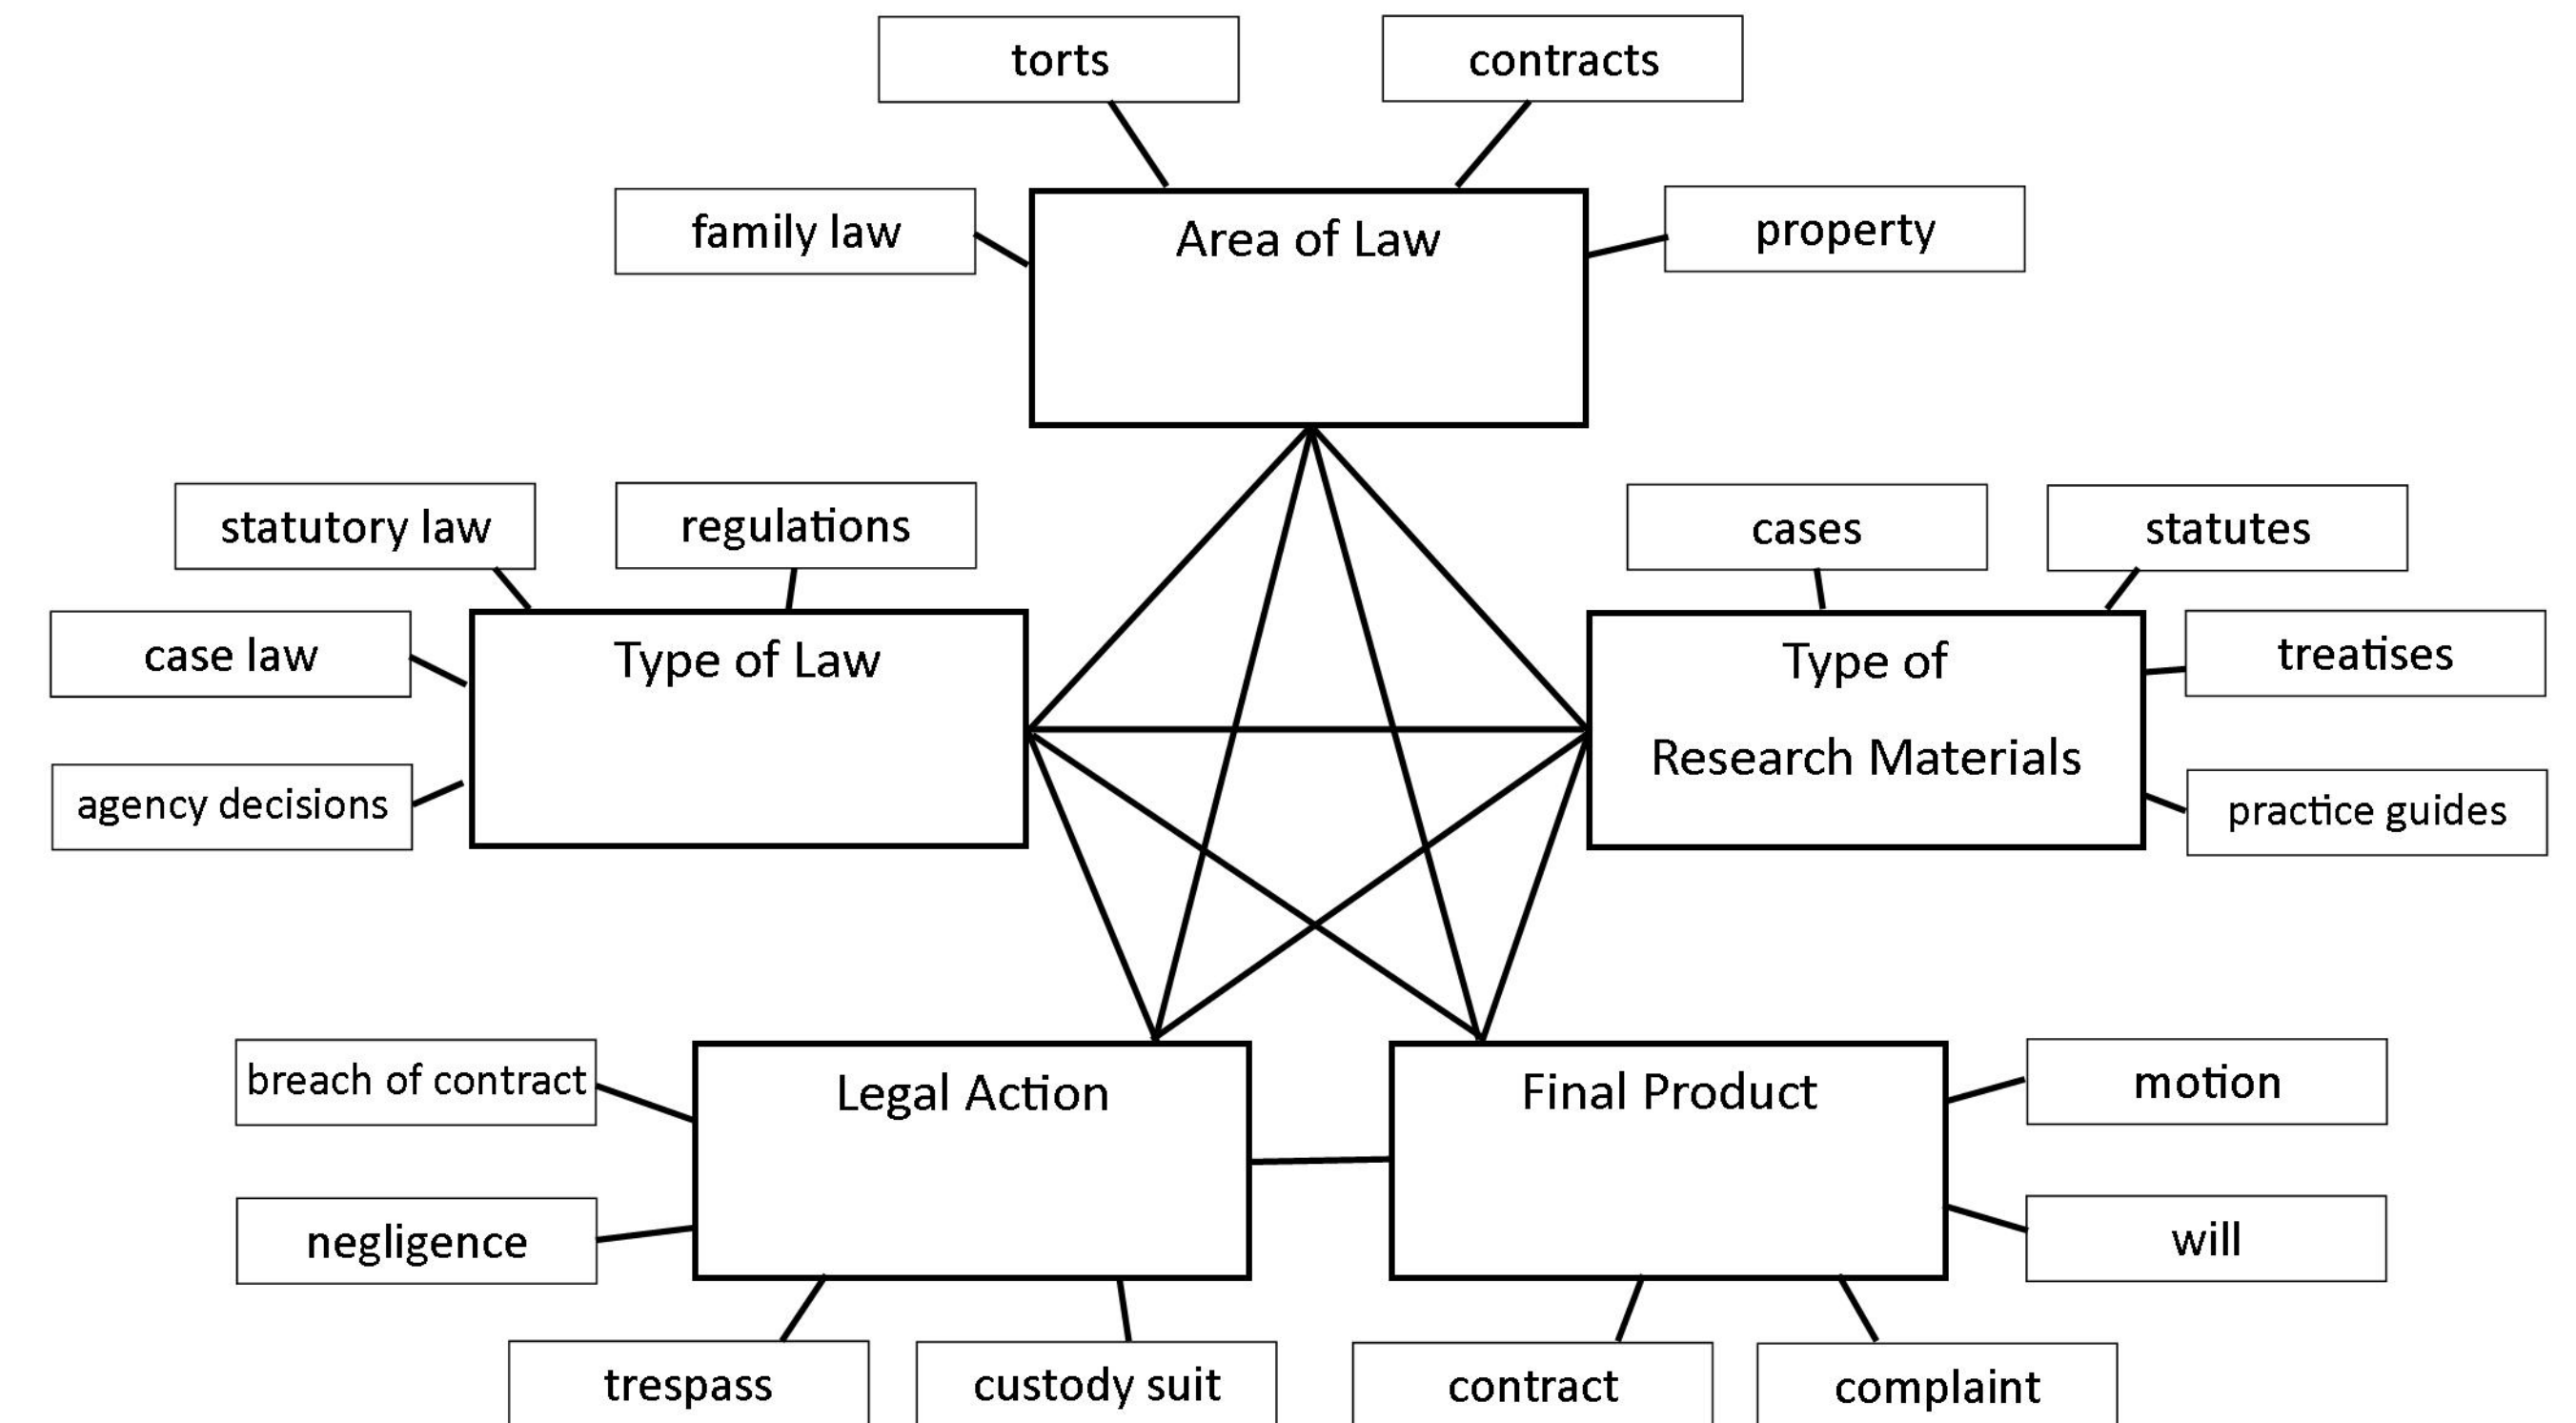 torts
contracts
family law
Area of Law
property
statutory law
regulations
cases
statutes
case law
Type of Law
Type of
Research Materials
treatises
agency decisions
practice guides
breach of contract
Legal Action
Final Product
motion
negligence
will
trespass
custody suit
contract
complaint